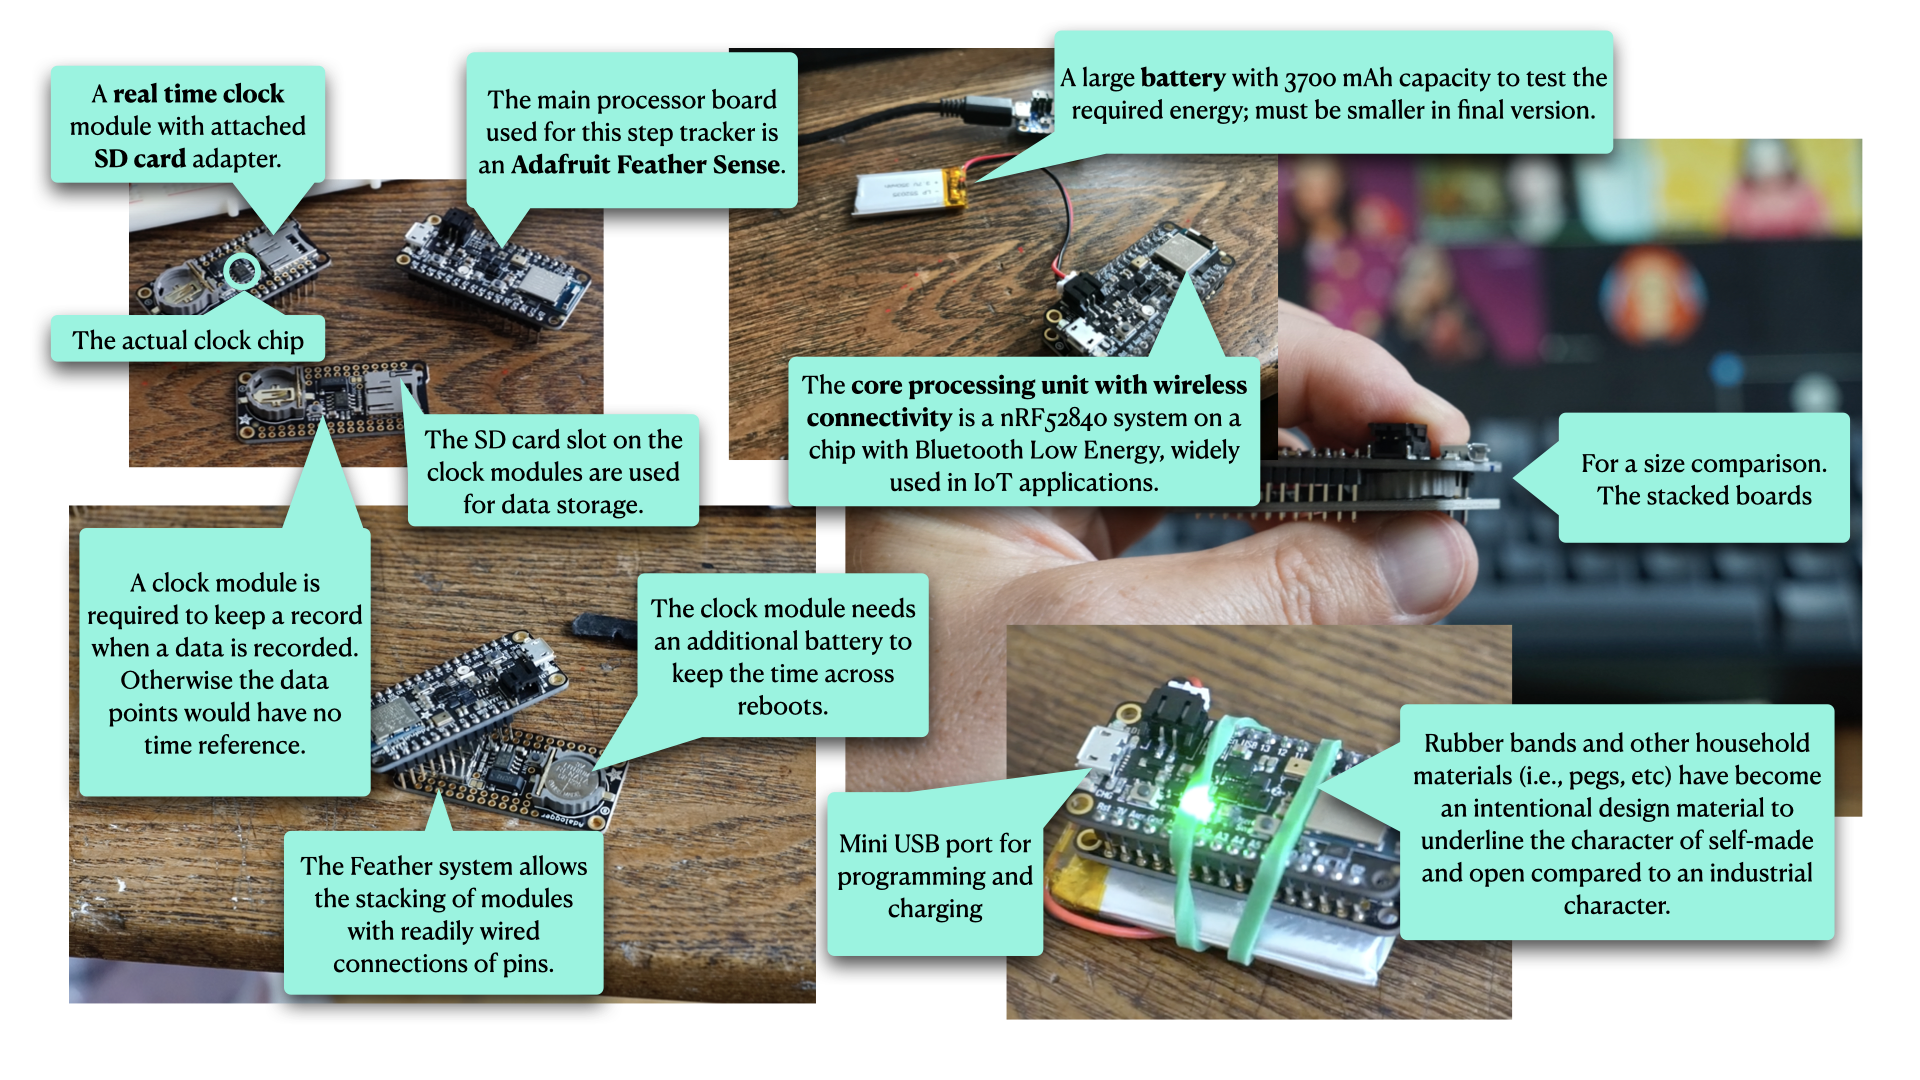 A real time clock
module with attached
SD card adapter.
The main processor board
used for this step tracker is
an Adafruit Feather Sense.
A large battery with 3700 mAh capacity to test the
required energy; must be smaller in final version.
The actual clock chip
The SD card slot on the
clock modules are used
for data storage.
The core processing unit with wireless
connectivity is a nRF52840 system on a
chip with Bluetooth Low Energy, widely
used in IoT applications.
For a size comparison.
The stacked boards
A clock module is
required to keep a record
when a data is recorded.
Otherwise the data
points would have no
time reference.
The clock module needs
an additional battery to
keep the time across
reboots.
The Feather system allows
the stacking of modules
with readily wired
connections of pins.
Adalogger
Mini USB port for
programming and
charging
Rubber bands and other household
materials (i.e., pegs, etc) have become
an intentional design material to
underline the character of self-made
and open compared to an industrial
character.